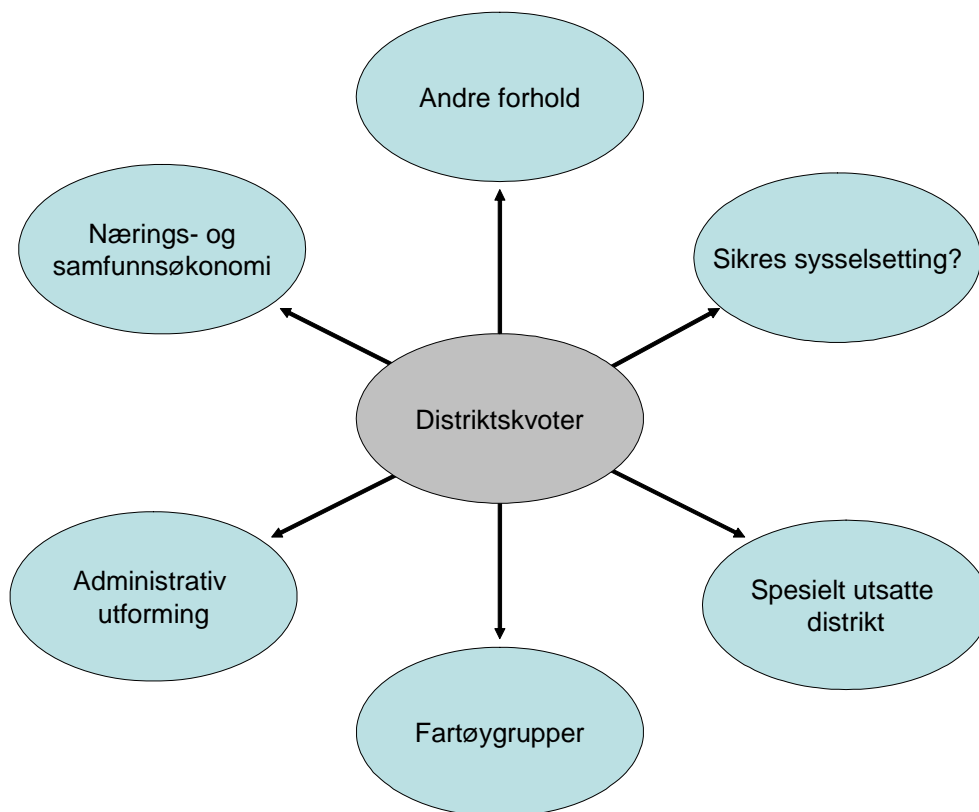 Andre forhold
Nærings- og
samfunnsøkonomi
Sikres sysselsetting?
Distriktskvoter
Administrativ
utforming
Spesielt utsatte
distrikt
Fartøygrupper